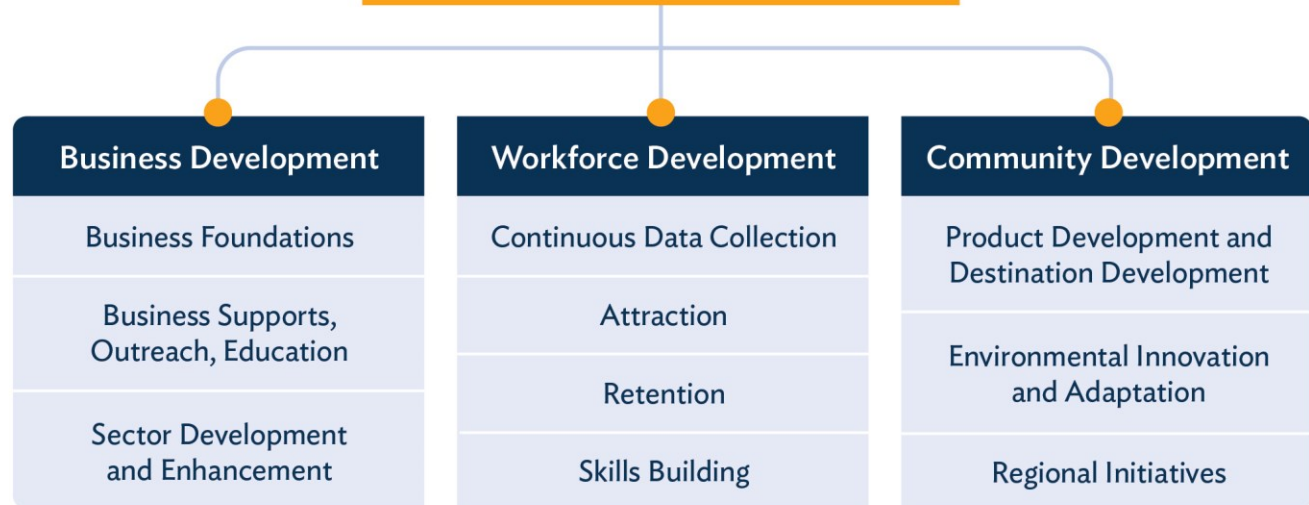 Business Development
Business Foundations
Business Supports,
Outreach, Education
Sector Development
and Enhancement
Workforce Development
Continuous Data Collection
Attraction
Retention
Skills Building
Community Development
Product Development and
Destination Development
Environmental Innovation
and Adaptation
Regional Initiatives